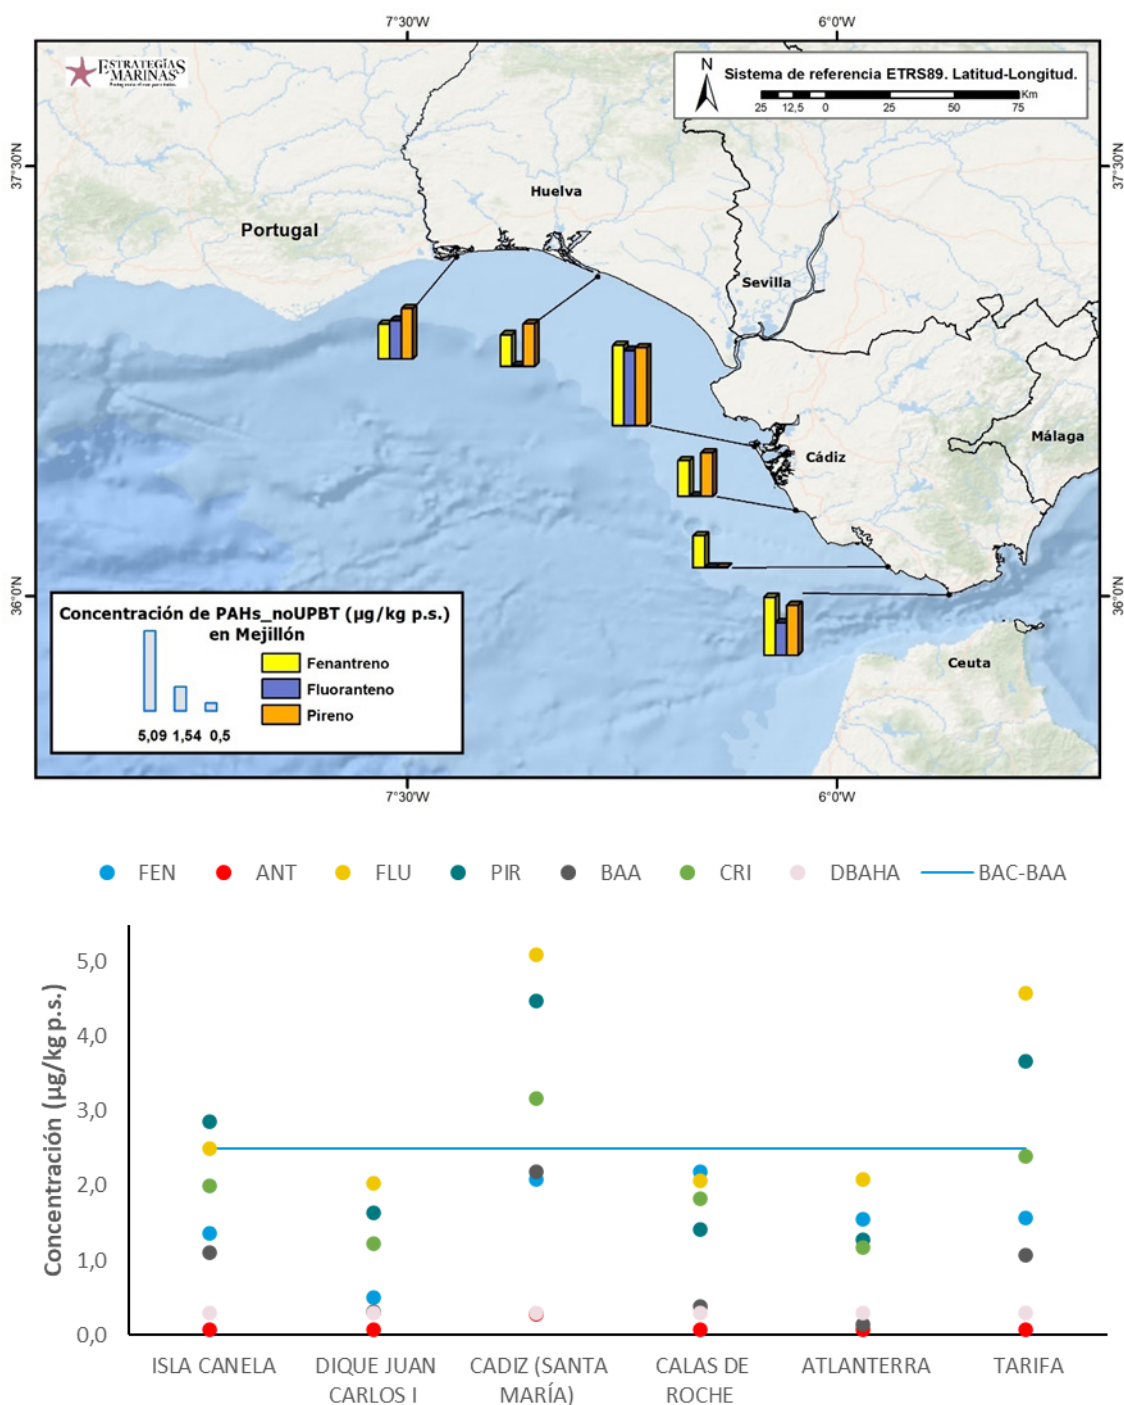 7°30'W 6°0'W
ESTRATEGIAS
MARINAS
N
Sistema de referencia ETRS89. Latitud-Longitud.
25 12,5 0 25 50 75 Km
37°30'N 37°30'N
Huelva
Portugal
Sevilla
Málaga
Cádiz
36°0'N 36°0'N
Concentración de PAHs_noUPBT (µg/kg p.s.)
en Mejillón
Fenantreno
Fluoranteno
Pireno
5,09 1,54 0,5
Ceuta
7°30'W 6°0'W
FEN ANT FLU PIR BAA CRI DBAHA BAC-BAA
Concentración (µg/kg p.s.)
5,0
4,0
3,0
2,0
1,0
0,0
ISLA CANELA DIQUE JUAN CADIZ (SANTA CALAS DE ATLANTERRA TARIFA
CARLOS I MARÍA) ROCHE